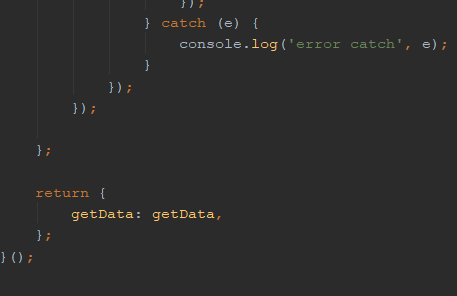 });
} catch (e) {
console.log('error catch', e);
}
});
});
};
return {
getData: getData,
};
}();